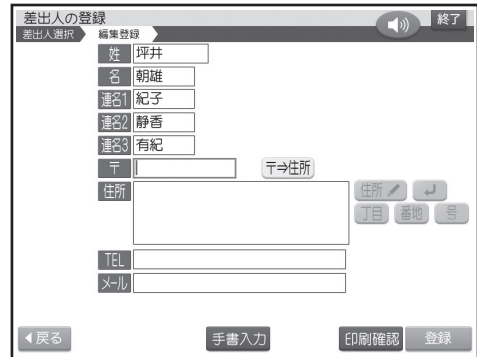 差出人の登録
終了
差出人選択 編集登録
姓 坪井
名 朝雄
連名1 紀子
連名2 静香
連名3 有紀
〒 〒⇒住所
住所 住所
丁目 番地 号
TEL
メール
戻る 手書入力 印刷確認 登録